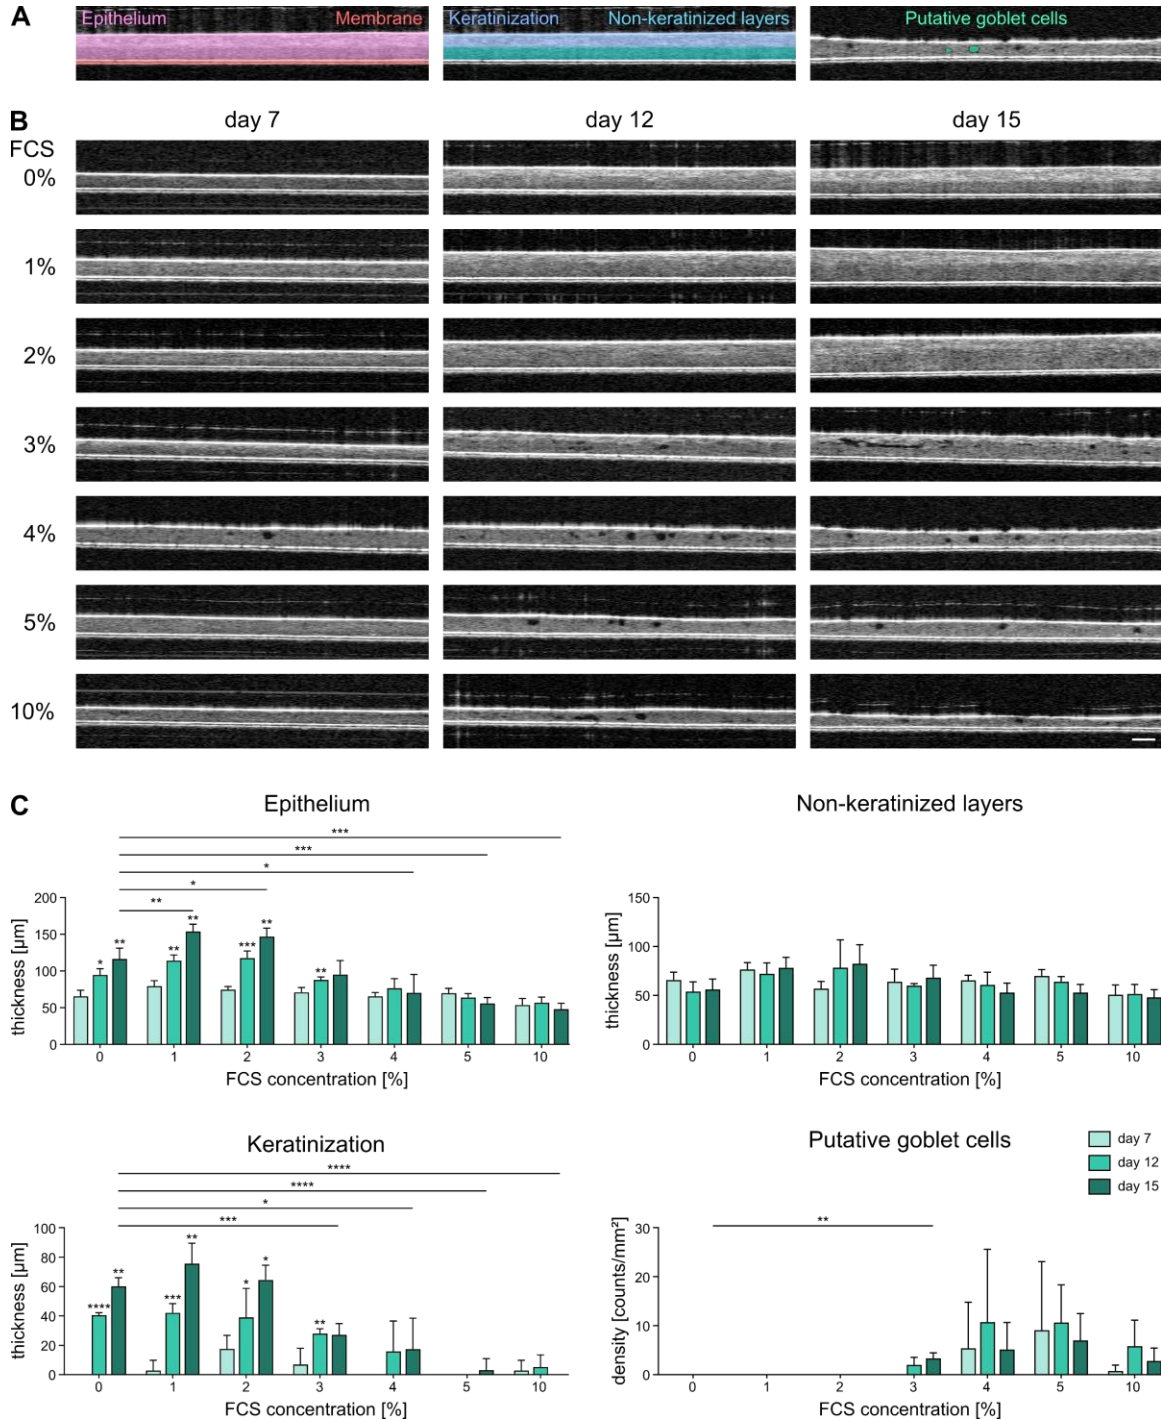 A
Epithelium Membrane
Keratinization Non-keratinized layers
Putative goblet cells
B
day 7 day 12 day 15
FCS
0%
1%
2%
3%
4%
5%
10%
C
Epithelium
***
***
*
*
**
thickness [µm]
200
150
100
50
0
* ** ** ** *** ** **
0 1 2 3 4 5 10
FCS concentration [%]
Non-keratinized layers
thickness [µm]
150
100
50
0
0 1 2 3 4 5 10
FCS concentration [%]
Keratinization
****
****
*
***
thickness [µm]
100
80
60
40
20
0
**** ** *** ** * * **
0 1 2 3 4 5 10
FCS concentration [%]
Putative goblet cells
day 7
day 12
day 15
**
density [counts/mm²]
30
20
10
0
0 1 2 3 4 5 10
FCS concentration [%]